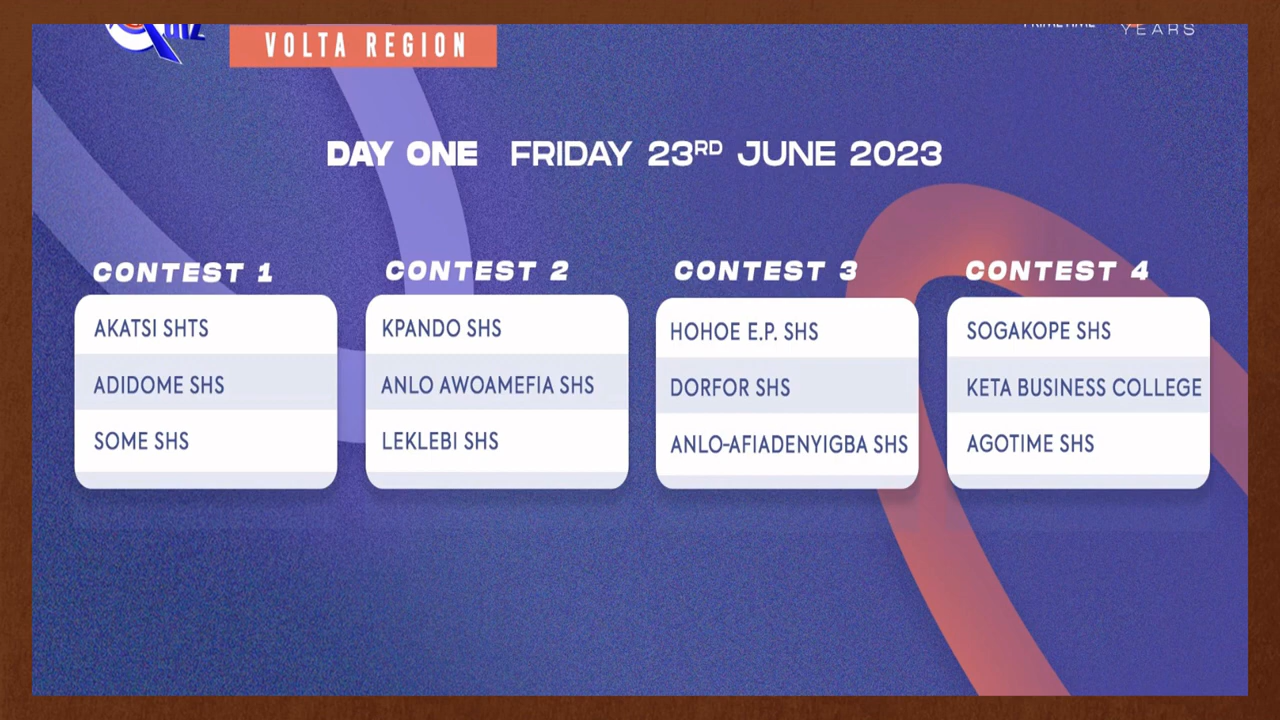 VOLTA REGION
YEARS
DAY ONE FRIDAY 23RD JUNE 2023
CONTEST 1
AKATSI SHTS
ADIDOME SHS
SOME SHS
CONTEST 2
KPANDO SHS
ANLO AWOAMEFIA SHS
LEKLEBI SHS
CONTEST 3
HOHOE E.P. SHS
DORFOR SHS
ANLO-AFIADENYIGBA SHS
CONTEST 4
SOGAKOPE SHS
KETA BUSINESS COLLEGE
AGOTIME SHS